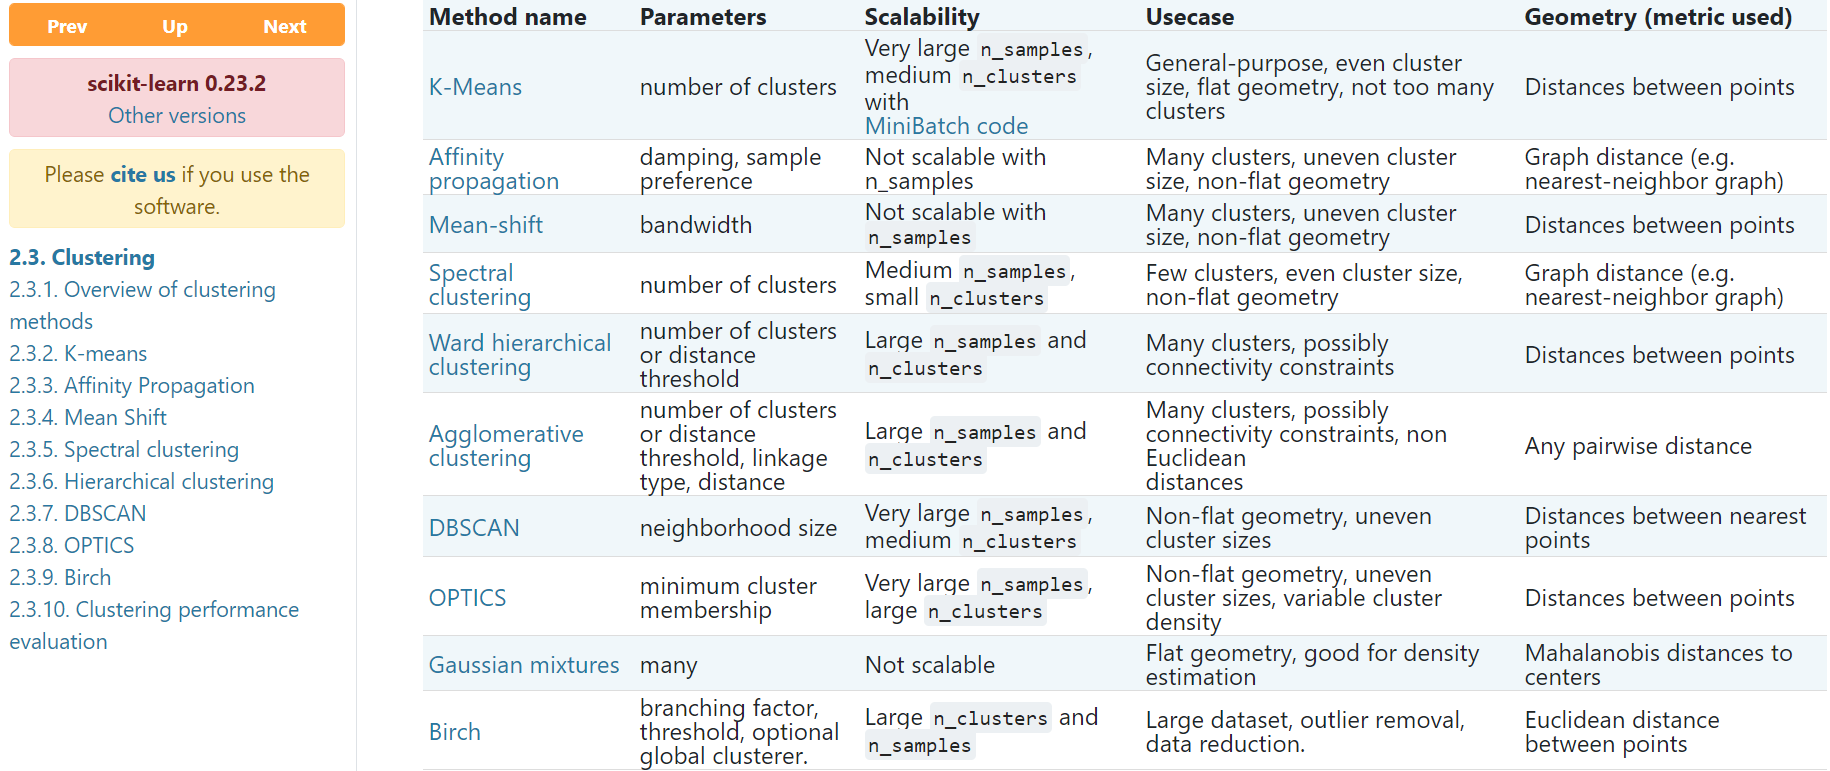 Prev Up Next
scikit-learn 0.23.2
Other versions
Please cite us if you use the
software.
2.3. Clustering
2.3.1. Overview of clustering
methods
2.3.2. K-means
2.3.3. Affinity Propagation
2.3.4. Mean Shift
2.3.5. Spectral clustering
2.3.6. Hierarchical clustering
2.3.7. DBSCAN
2.3.8. OPTICS
2.3.9. Birch
2.3.10. Clustering performance
evaluation
Method name Parameters Scalability Usecase Geometry (metric used)
K-Means
number of clusters
Very large n_samples,
medium n_clusters
with
MiniBatch code
General-purpose, even cluster
size, flat geometry, not too many
clusters
Distances between points
Affinity
propagation
damping, sample
preference
Not scalable with
n_samples
Many clusters, uneven cluster
size, non-flat geometry
Graph distance (e.g.
nearest-neighbor graph)
Mean-shift
bandwidth
Not scalable with
n_samples
Many clusters, uneven cluster
size, non-flat geometry
Distances between points
Spectral
clustering
number of clusters
Medium n_samples,
small n_clusters
Few clusters, even cluster size,
non-flat geometry
Graph distance (e.g.
nearest-neighbor graph)
Ward hierarchical
clustering
number of clusters
or distance
threshold
Large n_samples and
n_clusters
Many clusters, possibly
connectivity constraints
Distances between points
Agglomerative
clustering
number of clusters
or distance
threshold, linkage
type, distance
Large n_samples and
n_clusters
Many clusters, possibly
connectivity constraints, non
Euclidean
distances
Any pairwise distance
DBSCAN
neighborhood size
Very large n_samples,
medium n_clusters
Non-flat geometry, uneven
cluster sizes
Distances between nearest
points
OPTICS
minimum cluster
membership
Very large n_samples,
large n_clusters
Non-flat geometry, uneven
cluster sizes, variable cluster
density
Distances between points
Gaussian mixtures
many
Not scalable
Flat geometry, good for density
estimation
Mahalanobis distances to
centers
Birch
branching factor,
threshold, optional
global clusterer.
Large n_clusters and
n_samples
Large dataset, outlier removal,
data reduction.
Euclidean distance
between points